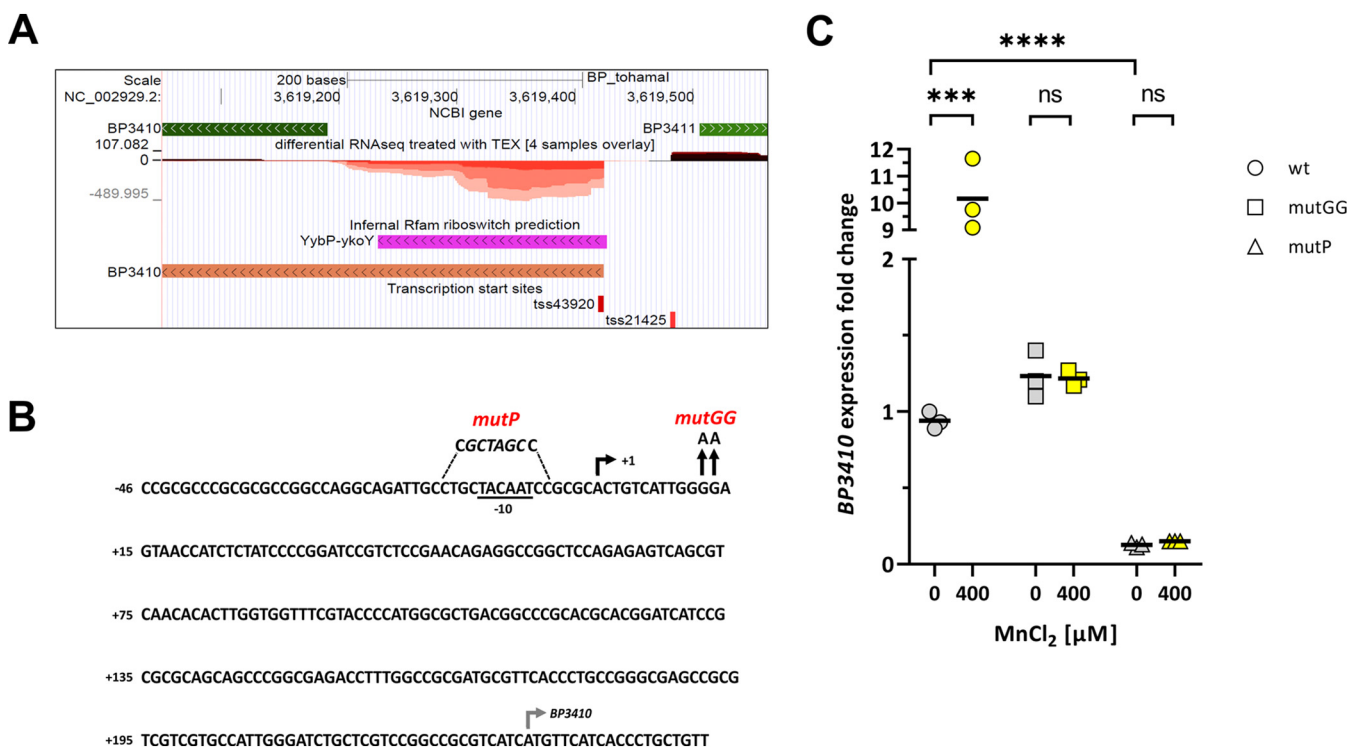 A
Scale 200 bases BP_tohamaI
NC_002929.2: 3,619,200 3,619,300 3,619,400 3,619,500
NCBI gene
BP3410 BP3411
107.082 differential RNAseq treated with TEX [4 samples overlay]
0
-489.995
Infernal Rfam riboswitch prediction
YybP-ykoY
BP3410
Transcription start sites
tss43920
tss21425
B
mutP mutGG
CGCTAGCC AA
+1
-46 CCGCGCCCGCGCGCCGGCCAGGCAGATTGCCTGCTACAATCCGCGCACTGTCATTGGGGA
-10
+15 GTAACCATCTCTATCCCCGGATCCGTCTCCGAACAGAGGCCGGCTCCAGAGAGTCAGCGT
+75 CAACACACTTGGTGGTTTCGTACCCCATGGCGCTGACGGCCCGCACGCACGGATCATCCG
+135 CGCGCAGCAGCCCGGCGAGACCTTTGGCCGCGATGCGTTCACCCTGCCGGGCGAGCCGCG
BP3410
+195 TCGTCGTGCCATTGGGATCTGCTCGTCCGGCCGCGTCATCATGTTCATCACCCTGCTGTT
C
****
*** ns ns
12
11
10
9
2
1
0
BP3410 expression fold change
0 400 0 400 0 400
MnCl₂ [µM]
wt
mutGG
mutP